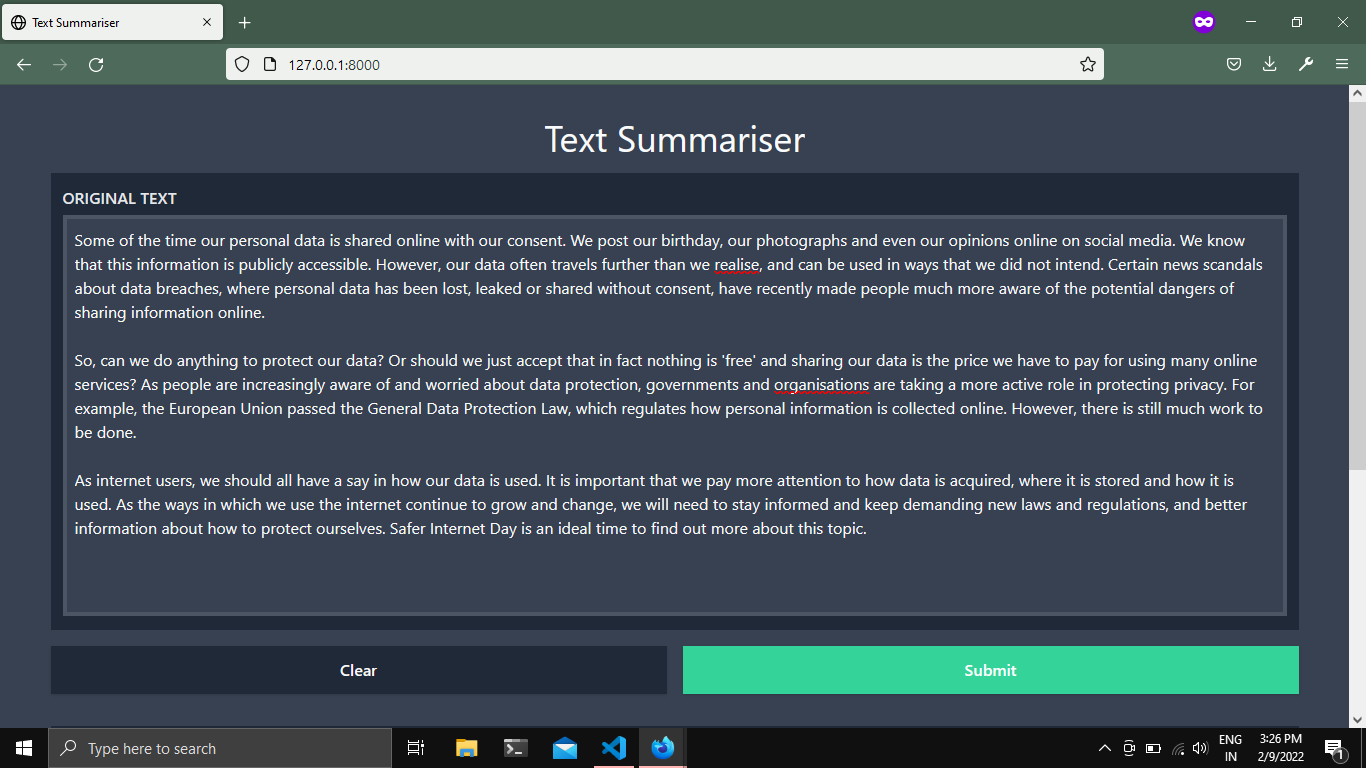 Text Summariser
127.0.0.1:8000
Text Summariser
ORIGINAL TEXT
Some of the time our personal data is shared online with our consent. We post our birthday, our photographs and even our opinions online on social media. We know
that this information is publicly accessible. However, our data often travels further than we realise, and can be used in ways that we did not intend. Certain news scandals
about data breaches, where personal data has been lost, leaked or shared without consent, have recently made people much more aware of the potential dangers of
sharing information online.
So, can we do anything to protect our data? Or should we just accept that in fact nothing is 'free' and sharing our data is the price we have to pay for using many online
services? As people are increasingly aware of and worried about data protection, governments and organisations are taking a more active role in protecting privacy. For
example, the European Union passed the General Data Protection Law, which regulates how personal information is collected online. However, there is still much work to
be done.
As internet users, we should all have a say in how our data is used. It is important that we pay more attention to how data is acquired, where it is stored and how it is
used. As the ways in which we use the internet continue to grow and change, we will need to stay informed and keep demanding new laws and regulations, and better
information about how to protect ourselves. Safer Internet Day is an ideal time to find out more about this topic.
Clear
Submit
Type here to search
ENG
IN
3:26 PM
2/9/2022
1